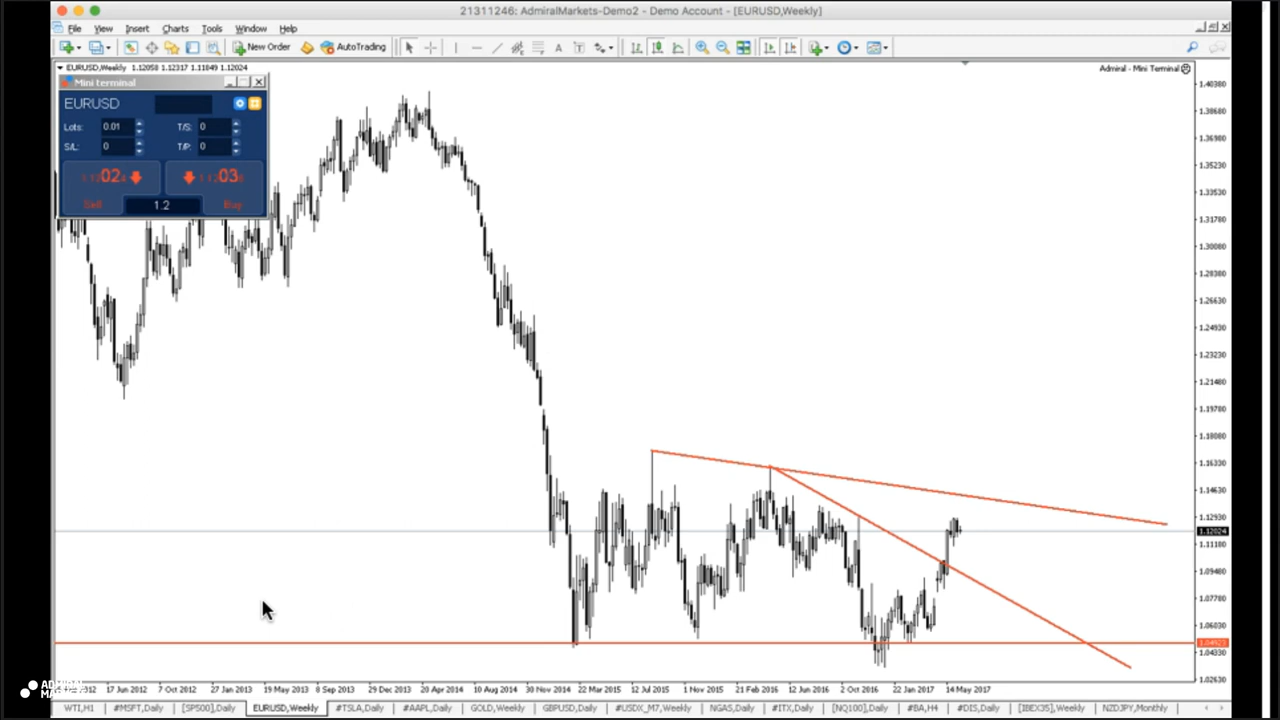 21311246: AdmiralMarkets-Demo2 - Demo Account - [EURUSD,Weekly]
File View Insert Charts Tools Window Help
New Order AutoTrading
EURUSD,Weekly 1.12058 1.12317 1.11849 1.12024
Admiral - Mini Terminal
Mini terminal
EURUSD
Lots: 0.01 T/S: 0
S/L: 0 T/P: 0
02 03
Sell 1.2 Buy
1.40380
1.38680
1.36980
1.35230
1.33530
1.31780
1.30080
1.28380
1.26630
1.24930
1.23230
1.21480
1.19780
1.18080
1.16330
1.14630
1.12930
1.12024
1.11180
1.09480
1.07780
1.06030
1.04330
1.02630
2012 17 Jun 2012 7 Oct 2012 27 Jan 2013 19 May 2013 8 Sep 2013 29 Dec 2013 20 Apr 2014 10 Aug 2014 30 Nov 2014 22 Mar 2015 12 Jul 2015 1 Nov 2015 21 Feb 2016 12 Jun 2016 2 Oct 2016 22 Jan 2017 14 May 2017
ADMIRAL
MARKETS
WTI,H1 #MSFT,Daily [SP500],Daily EURUSD,Weekly #TSLA,Daily #AAPL,Daily GOLD,Weekly GBPUSD,Daily #USDX_M7,Weekly NGAS,Daily #ITX,Daily [NQ100],Daily #BA,H4 #DIS,Daily [IBEX35],Weekly NZDJPY,Monthly